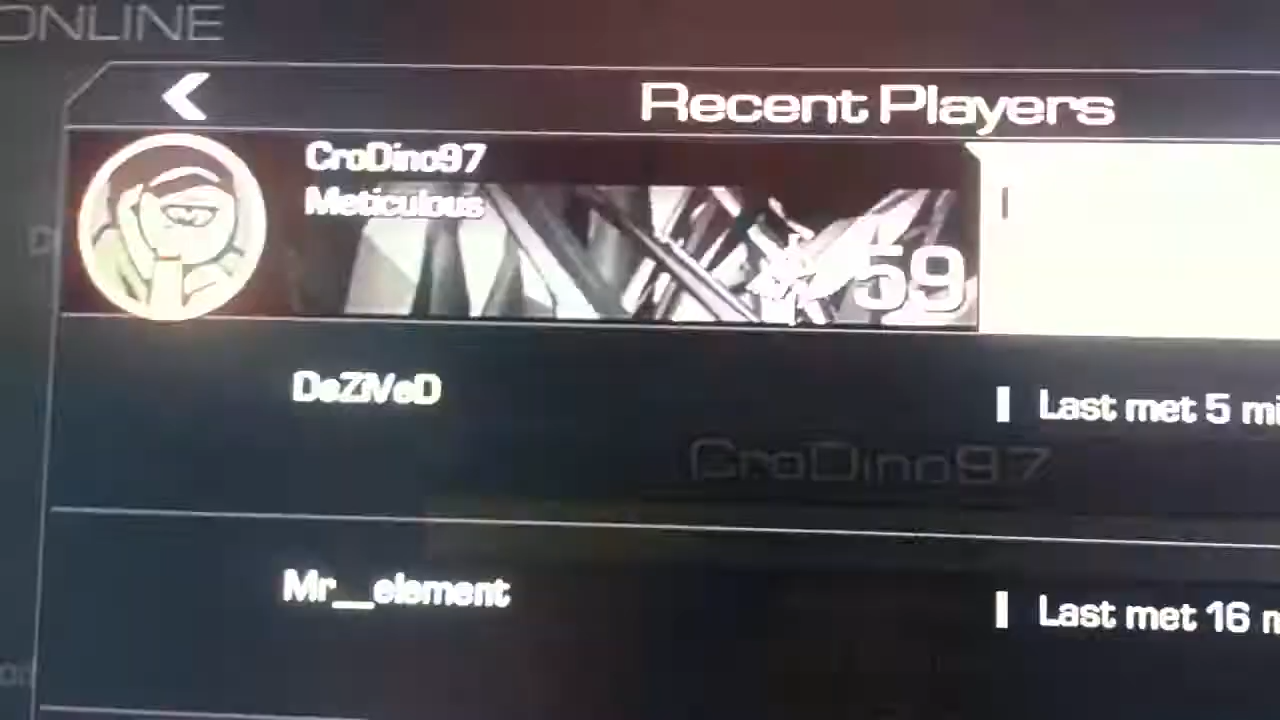 ONLINE
Recent Players
CroDino97
Meticulous
59
DeZiVeD
Last met 5 mi
CroDino97
Mr__element
Last met 16 m